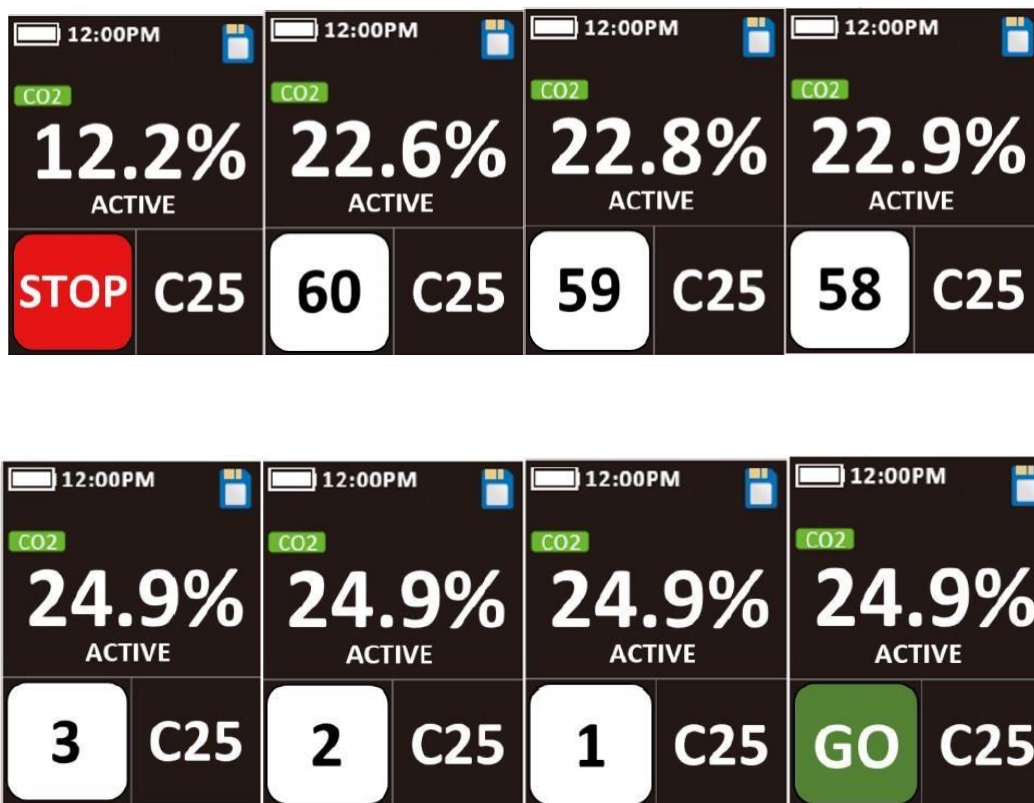 12:00PM
CO2
12.2%
ACTIVE
STOP C25
12:00PM
CO2
22.6%
ACTIVE
60 C25
12:00PM
CO2
22.8%
ACTIVE
59 C25
12:00PM
CO2
22.9%
ACTIVE
58 C25
12:00PM
CO2
24.9%
ACTIVE
3 C25
12:00PM
CO2
24.9%
ACTIVE
2 C25
12:00PM
CO2
24.9%
ACTIVE
1 C25
12:00PM
CO2
24.9%
ACTIVE
GO C25